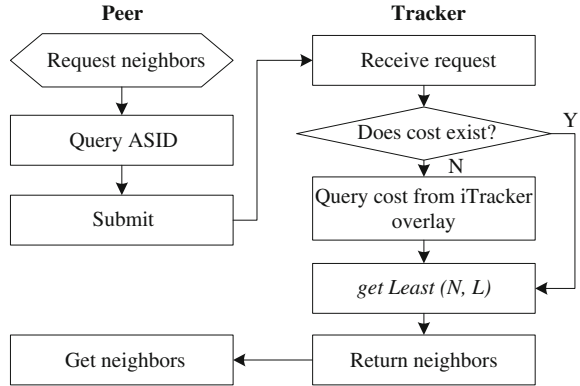 Peer
Tracker
Request neighbors
Receive request
Query ASID
Does cost exist?
Y
N
Submit
Query cost from iTracker
overlay
get Least (N, L)
Get neighbors
Return neighbors